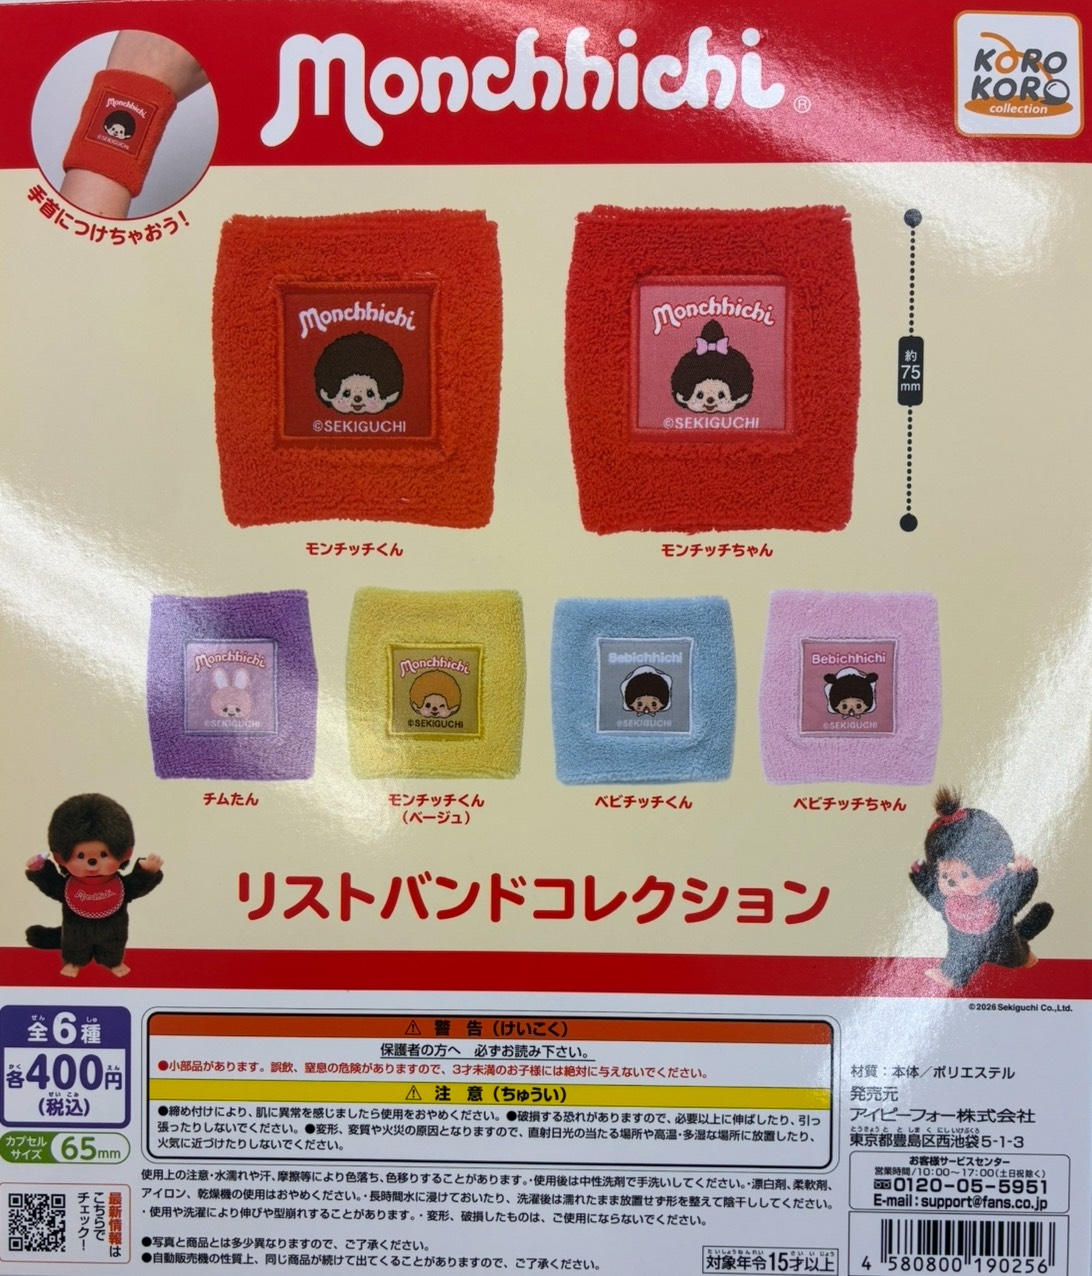 Monchhichi®
KORO
KORO
collection
Monchhichi
©SEKIGUCHI
手首につけちゃおう!
Monchhichi
©SEKIGUCHI
Monchhichi
©SEKIGUCHI
約
75
mm
モンチッチくん
モンチッチちゃん
Monchhichi
©SEKIGUCHI
Monchhichi
©SEKIGUCHI
Bebichhichi
©SEKIGUCHI
Bebichhichi
©SEKIGUCHI
チムたん
モンチッチくん
(ベージュ)
ベビチッチくん
ベビチッチちゃん
Monchhichi
リストバンドコレクション
©2026 Sekiguchi Co.,Ltd.
全6種
各400円
(税込)
カプセル
サイズ
65mm
最新情報は
こちらで
チェック!
⚠ 警 告(けいこく)
保護者の方へ 必ずお読み下さい。
●小部品があります。誤飲、窒息の危険がありますので、3才未満のお子様には絶対に与えないでください。
⚠ 注 意(ちゅうい)
●締め付けにより、肌に異常を感じましたら使用をおやめください。●破損する恐れがありますので、必要以上に伸ばしたり、引っ
張ったりしないでください。●変形、変質や火災の原因となりますので、直射日光の当たる場所や高温・多湿な場所に放置したり、
火気に近づけたりしないでください。
使用上の注意・水濡れや汗、摩擦等により色落ち、色移りすることがあります。・使用後は中性洗剤で手洗いしてください。・漂白剤、柔軟剤、
アイロン、乾燥機の使用はおやめください。・長時間水に浸けておいたり、洗濯後は濡れたまま放置せず形を整えて陰干ししてください。
・使用や洗濯により伸びや型崩れすることがあります。・変形、破損したものは、ご使用にならないでください。
●写真と商品とは多少異なりますので、ご了承ください。
●自動販売機の性質上、同じ商品が続けて出てくることがありますので、ご了承ください。
対象年令15才以上
材質:本体/ポリエステル
発売元
アイピーフォー株式会社
東京都豊島区西池袋5-1-3
お客様サービスセンター
営業時間/10:00〜17:00(土日祝除く)
0120-05-5951
E-mail:support@fans.co.jp
4 580800 190256